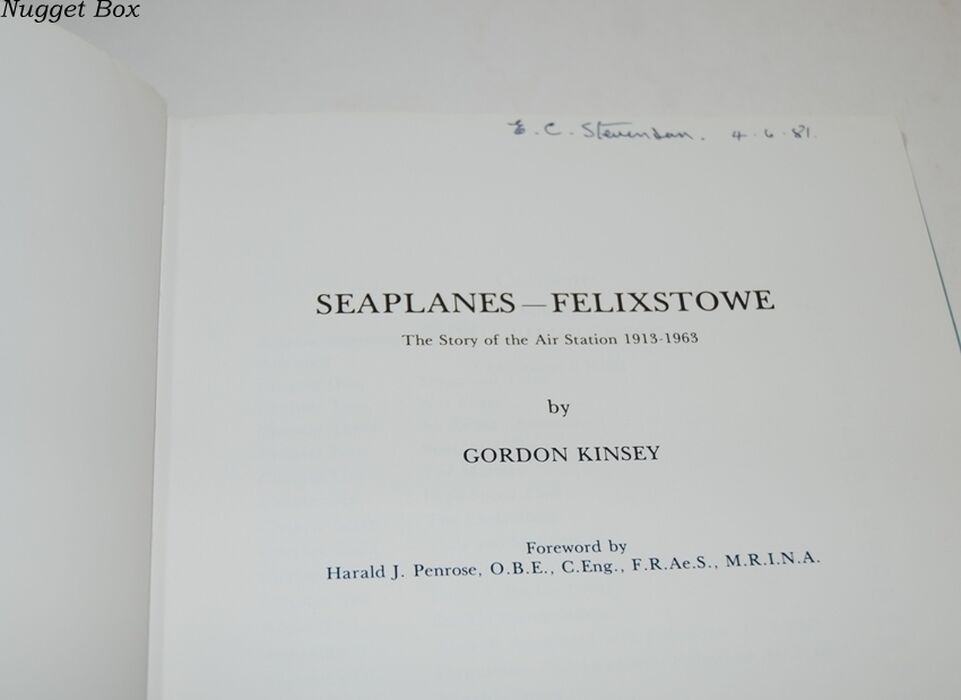 Nugget Box
E. C. Stevenson. 4.6.81.
SEAPLANES — FELIXSTOWE
The Story of the Air Station 1913-1963
by
GORDON KINSEY
Foreword by
Harald J. Penrose, O.B.E., C.Eng., F.R.Ae.S., M.R.I.N.A.